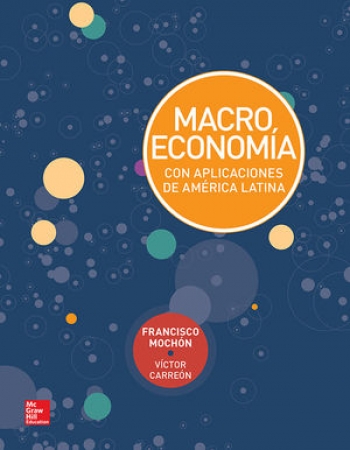 MACRO
ECONOMÍA
CON APLICACIONES
DE AMÉRICA LATINA
FRANCISCO
MOCHÓN
•
VÍCTOR
CARREÓN
Mc
Graw
Hill
Education